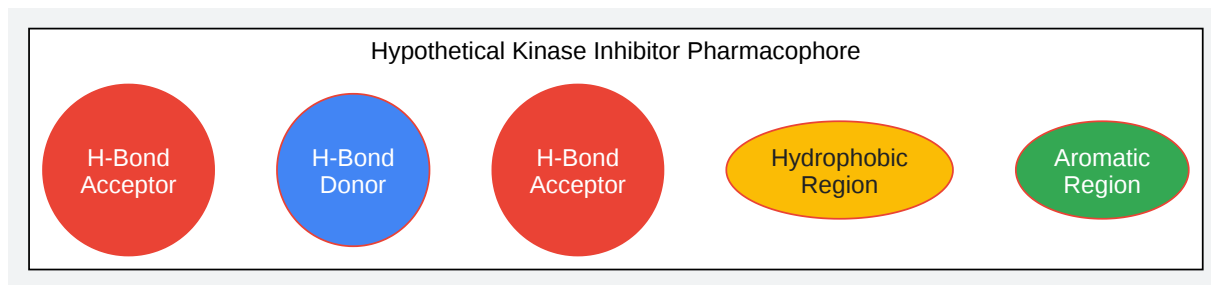 Hypothetical Kinase Inhibitor Pharmacophore
H-Bond
Acceptor
H-Bond
Donor
H-Bond
Acceptor
Hydrophobic
Region
Aromatic
Region